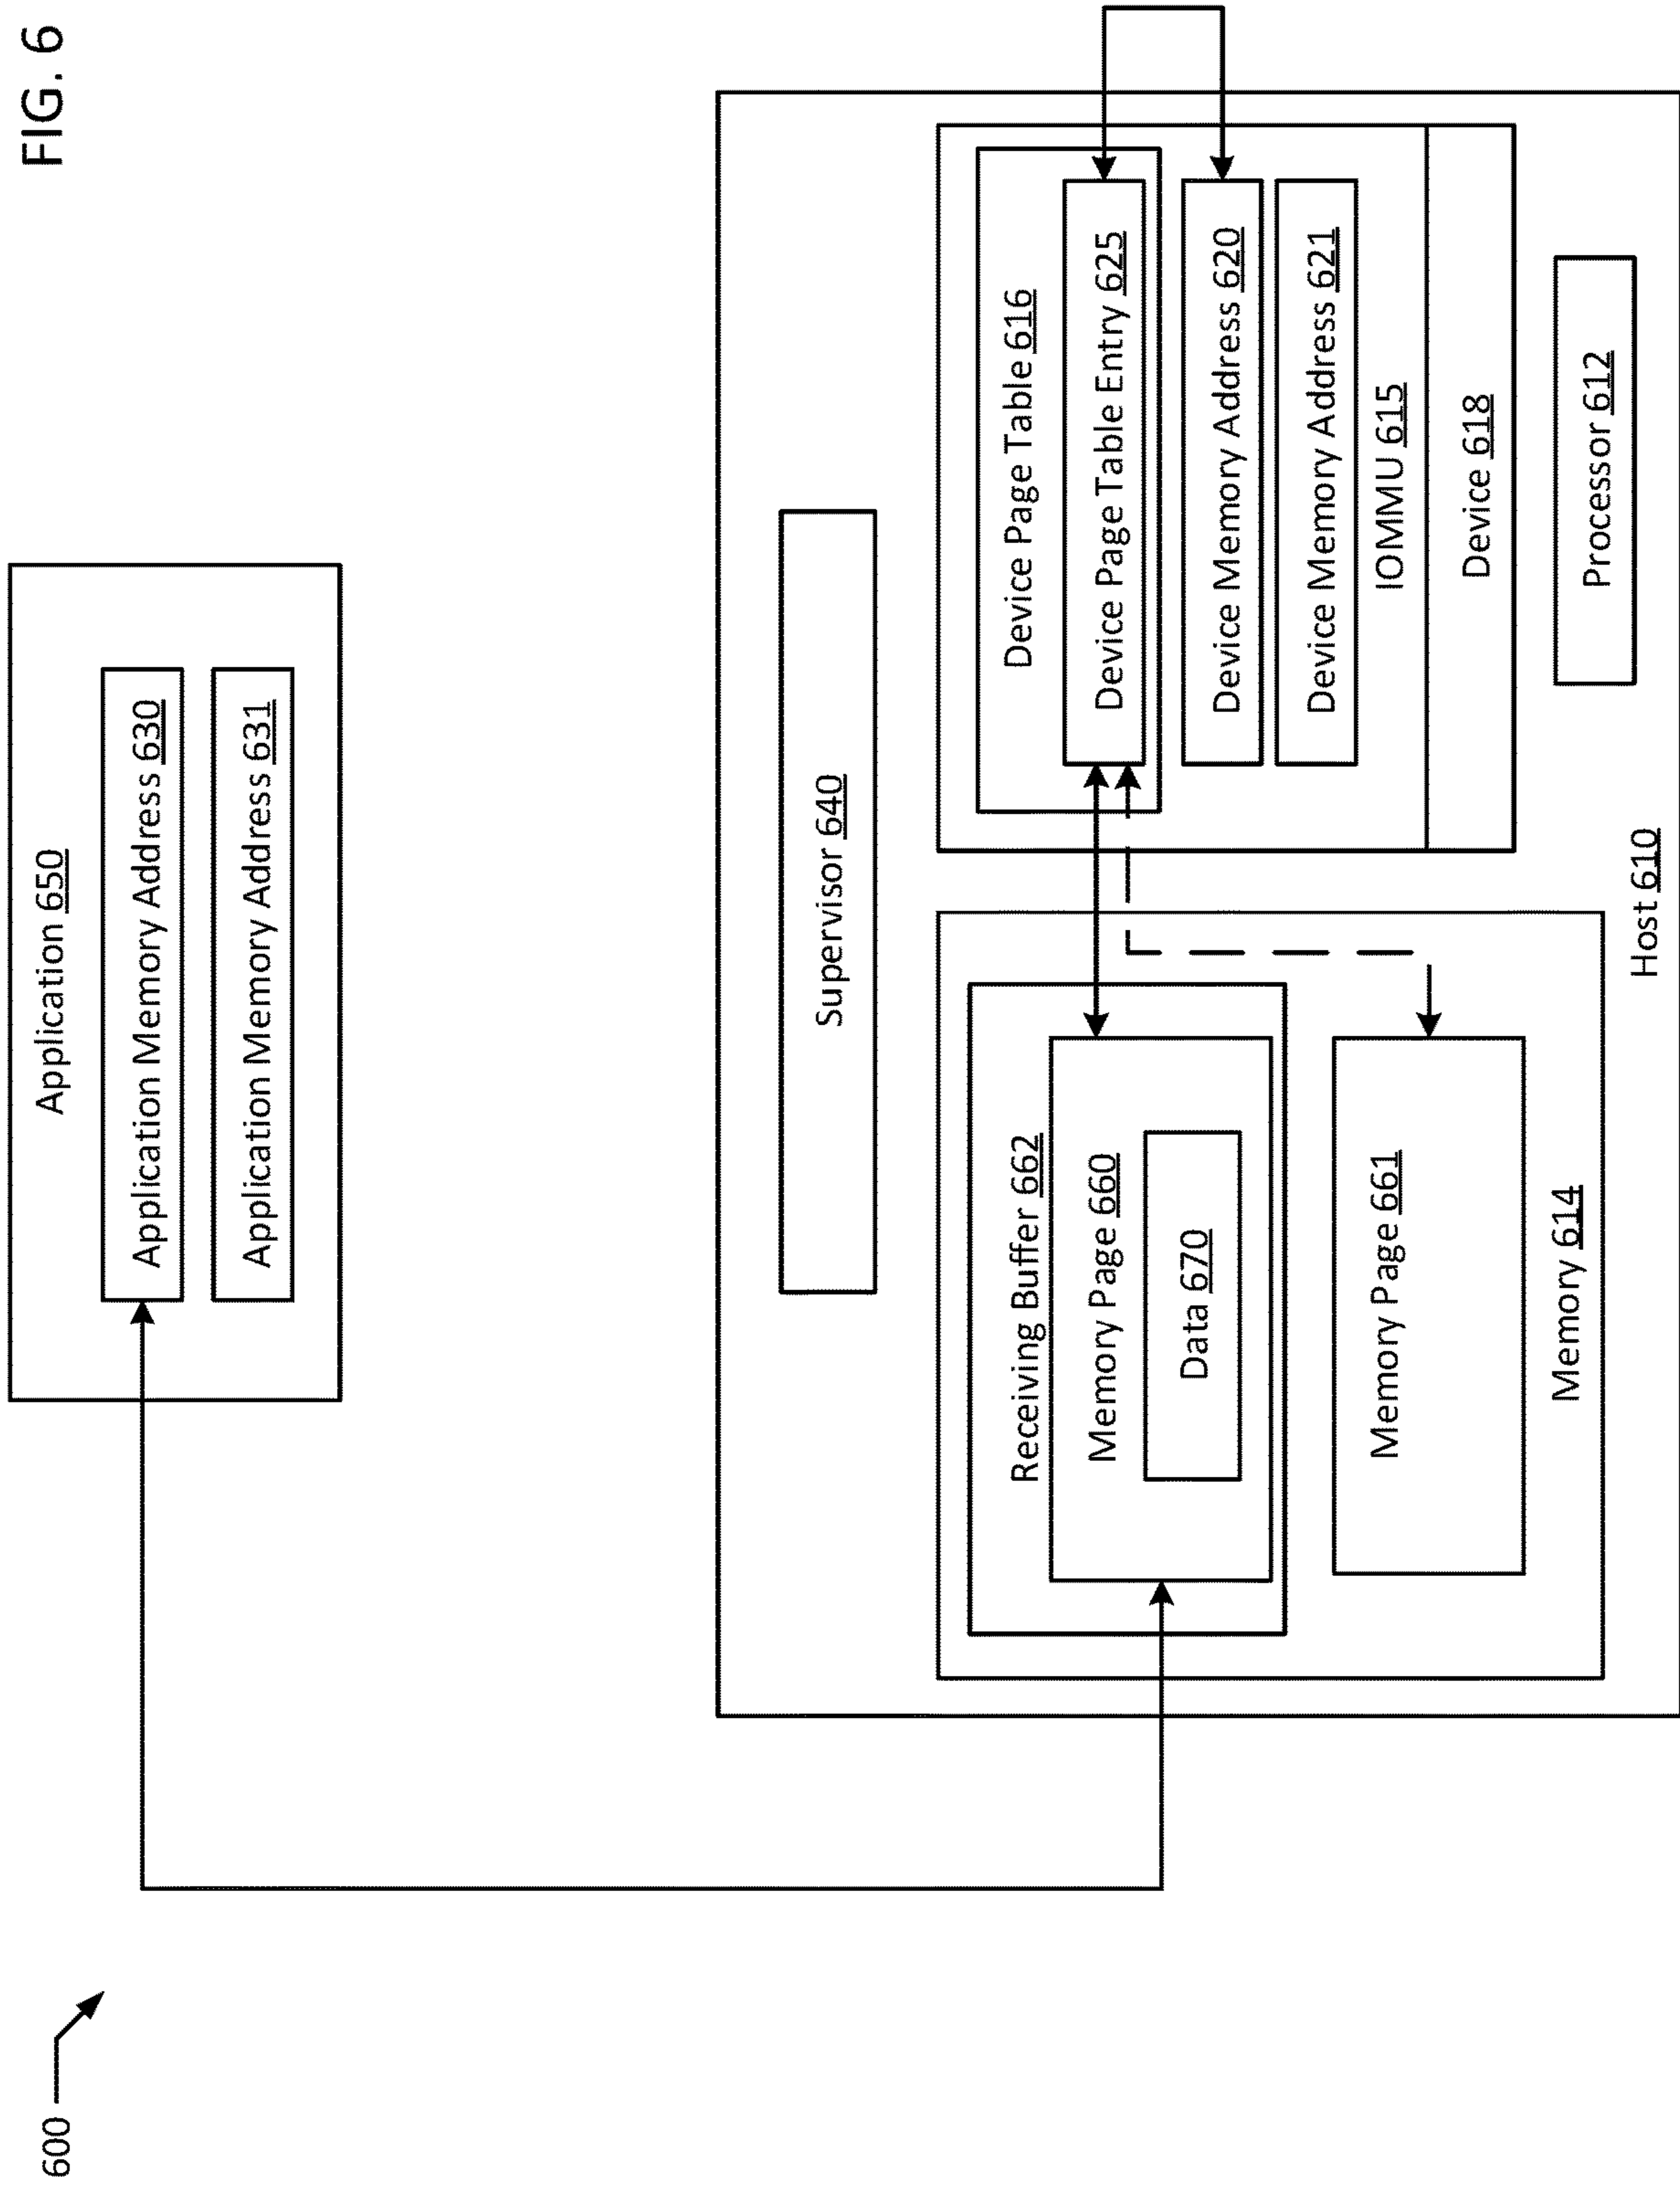 FIG. 6
600
Application 650
Application Memory Address 630
Application Memory Address 631
Supervisor 640
Receiving Buffer 662
Memory Page 660
Data 670
Memory Page 661
Memory 614
Device Page Table 616
Device Page Table Entry 625
Device Memory Address 620
Device Memory Address 621
IOMMU 615
Device 618
Processor 612
Host 610